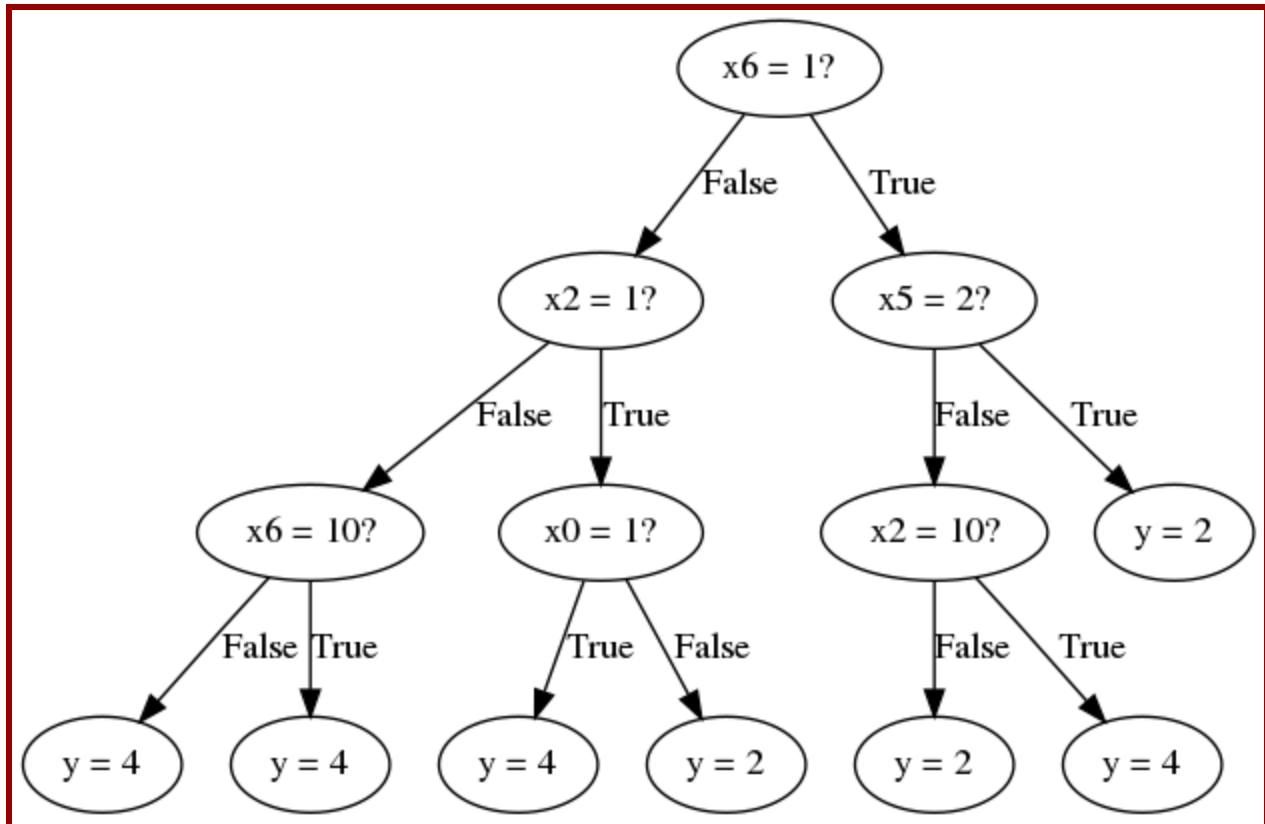 x6 = 1?
False
True
x2 = 1?
x5 = 2?
False
True
False
True
x6 = 10?
x0 = 1?
x2 = 10?
y = 2
False
True
True
False
False
True
y = 4
y = 4
y = 4
y = 2
y = 2
y = 4